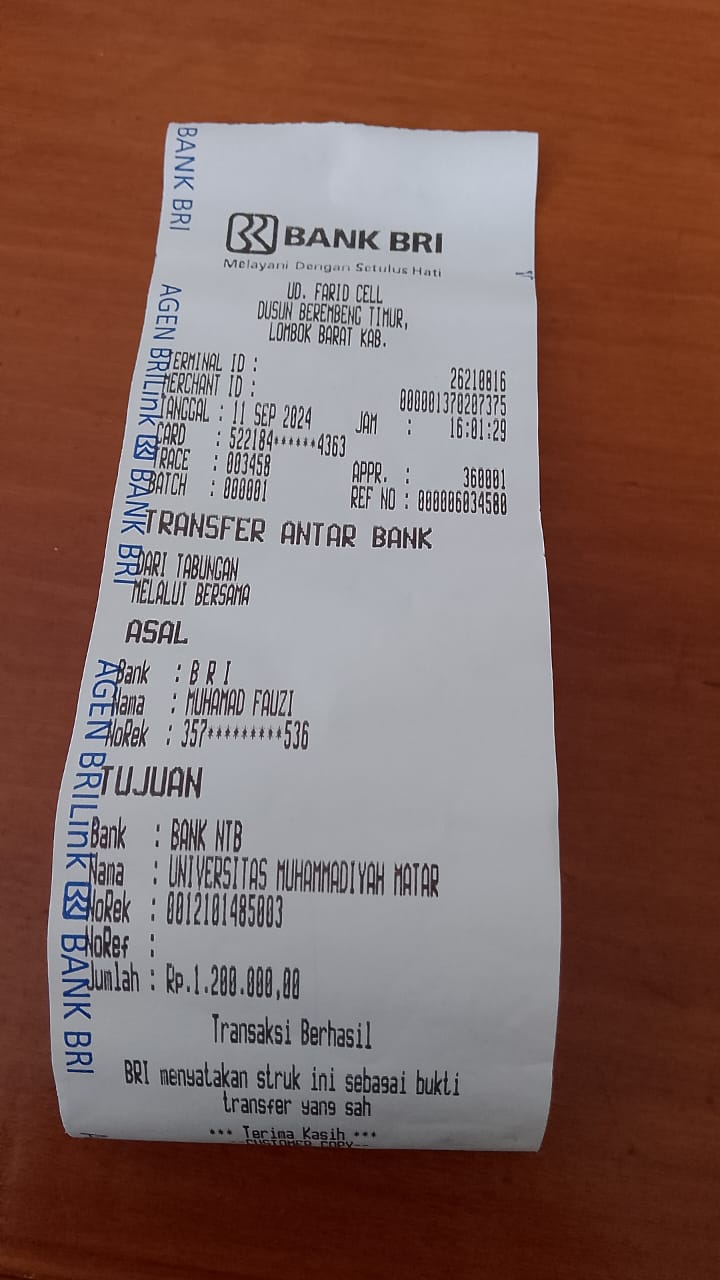 BANK BRI
Melayani Dengan Setulus Hati
UD. FARID CELL
DUSUN BEREMBENG TIMUR,
LOMBOK BARAT KAB.
TERMINAL ID : 26210816
MERCHANT ID : 000001370207375
TANGGAL : 11 SEP 2024 JAM : 16:01:29
CARD : 522184******4363
TRACE : 003458 APPR. : 360001
BATCH : 000001 REF NO : 000006034580
TRANSFER ANTAR BANK
DARI TABUNGAN
MELALUI BERSAMA
ASAL
Bank : B R I
Nama : MUHAMAD FAUZI
NoRek : 357*********536
TUJUAN
Bank : BANK NTB
Nama : UNIVERSITAS MUHAMMADIYAH MATAR
NoRek : 0012101485003
NoRef :
Jumlah : Rp.1.200.000,00
Transaksi Berhasil
BRI menyatakan struk ini sebagai bukti
transfer yang sah
*** Terima Kasih ***
--CUSTOMER COPY--
BANK BRI
AGEN BRILink BANK BRI
AGEN BRILink BANK BRI